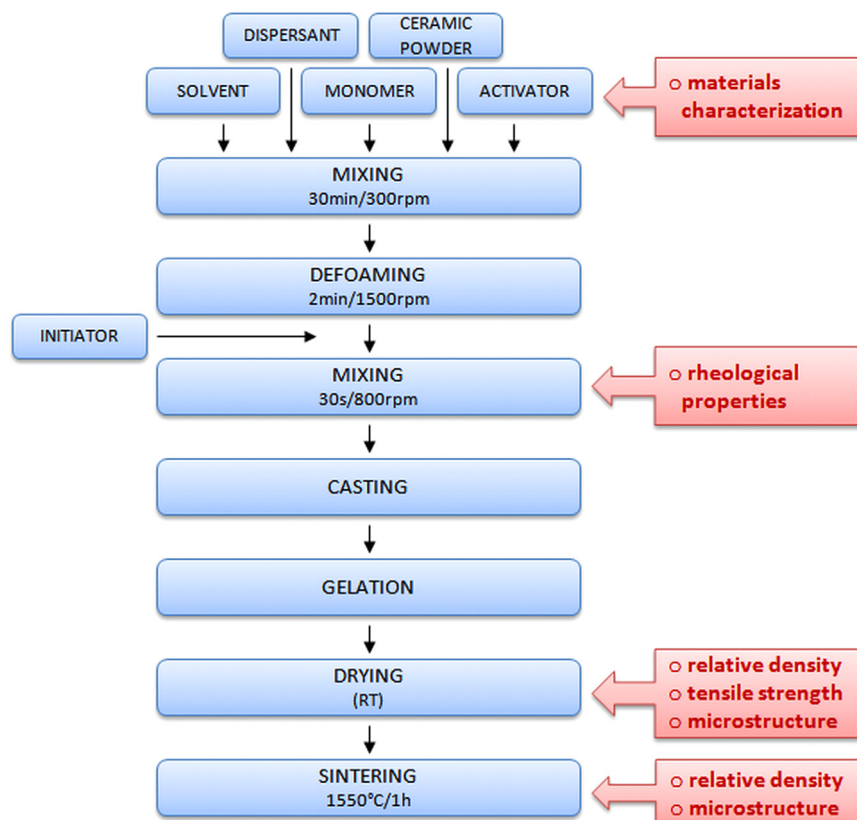 DISPERSANT
CERAMIC
POWDER
SOLVENT
MONOMER
ACTIVATOR
o materials
characterization
MIXING
30min/300rpm
DEFOAMING
2min/1500rpm
INITIATOR
MIXING
30s/800rpm
o rheological
properties
CASTING
GELATION
DRYING
(RT)
o relative density
o tensile strength
o microstructure
SINTERING
1550°C/1h
o relative density
o microstructure